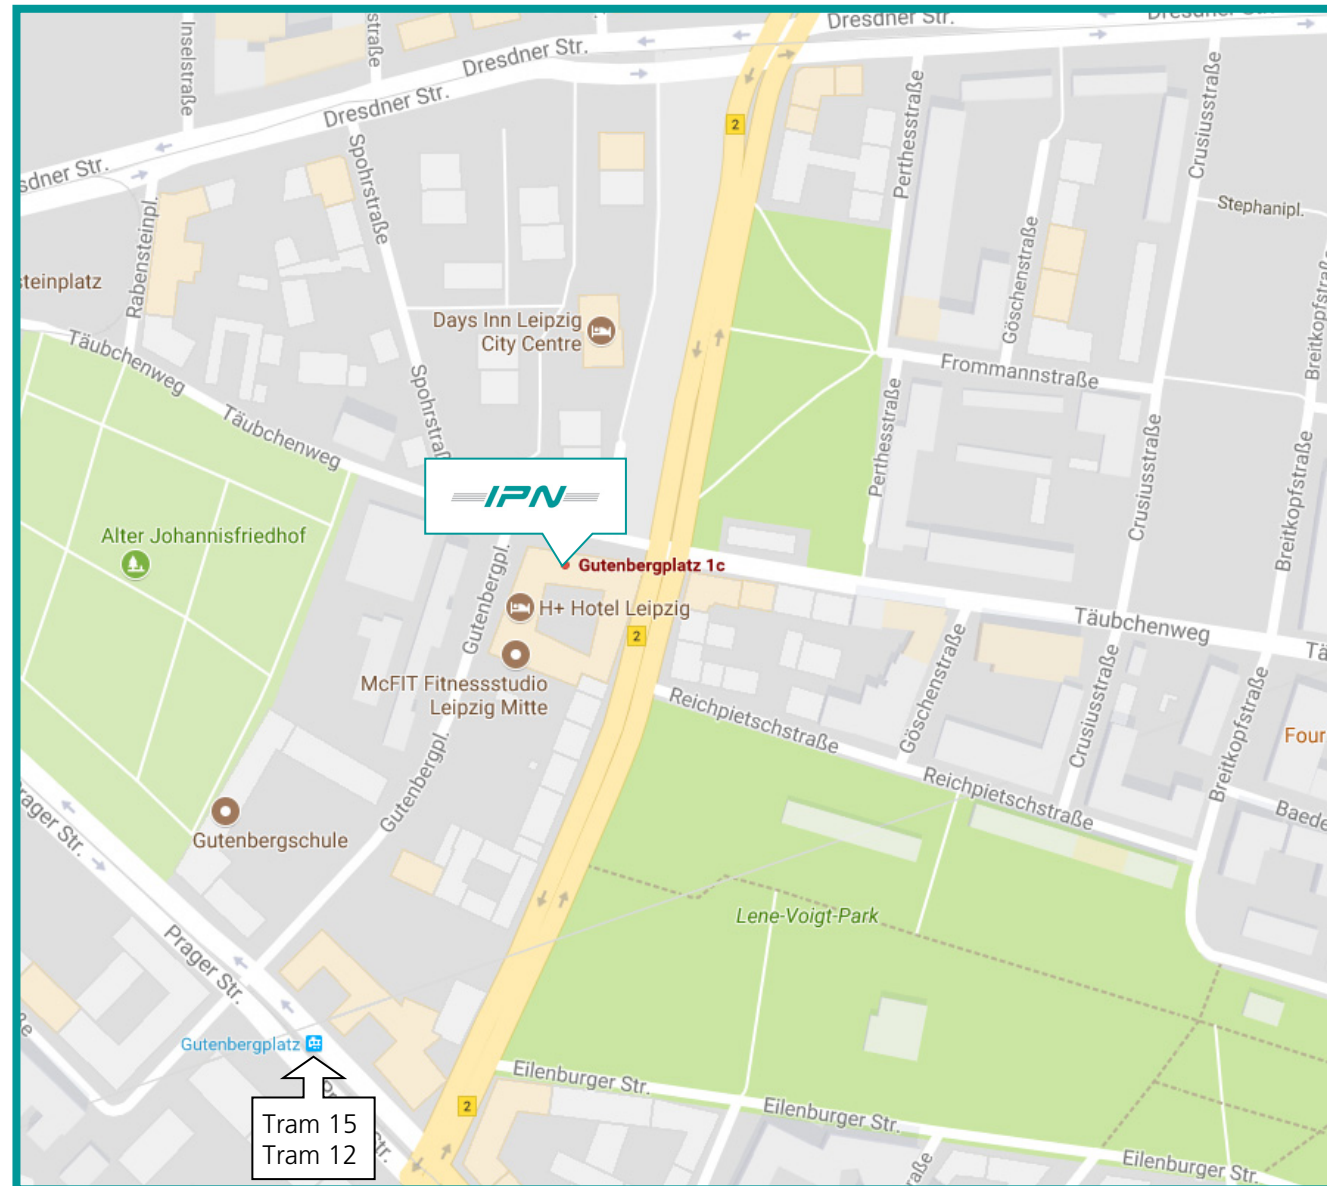 Dresdner Str.
Inselstraße
straße
Dresdner Str.
Dresdner Str.
sdner Str.
2
Perthesstraße
Crusiusstraße
Spohrstraße
Stephanipl.
Rabensteinpl.
Göschenstraße
steinplatz
Breitkopfstraße
Days Inn Leipzig
City Centre
Täubchenweg
Frommannstraße
Spohrstraß
Täubchenweg
Perthesstraße
Crusiusstraße
Breitkopfstraße
IPN
Alter Johannisfriedhof
Gutenbergpl.
Gutenbergplatz 1c
H+ Hotel Leipzig
2
Täubchenweg
Tä
McFIT Fitnessstudio
Leipzig Mitte
Reichpietschstraße
Göschenstraße
Crusiusstraße
Breitkopfstraße
Four
Gutenbergpl.
Reichpietschstraße
Baede
Prager Str.
Gutenbergschule
Lene-Voigt-Park
Prager Str.
Gutenbergplatz
Eilenburger Str.
2
Eilenburger Str.
Tram 15
Tram 12
Eilenburger Str.